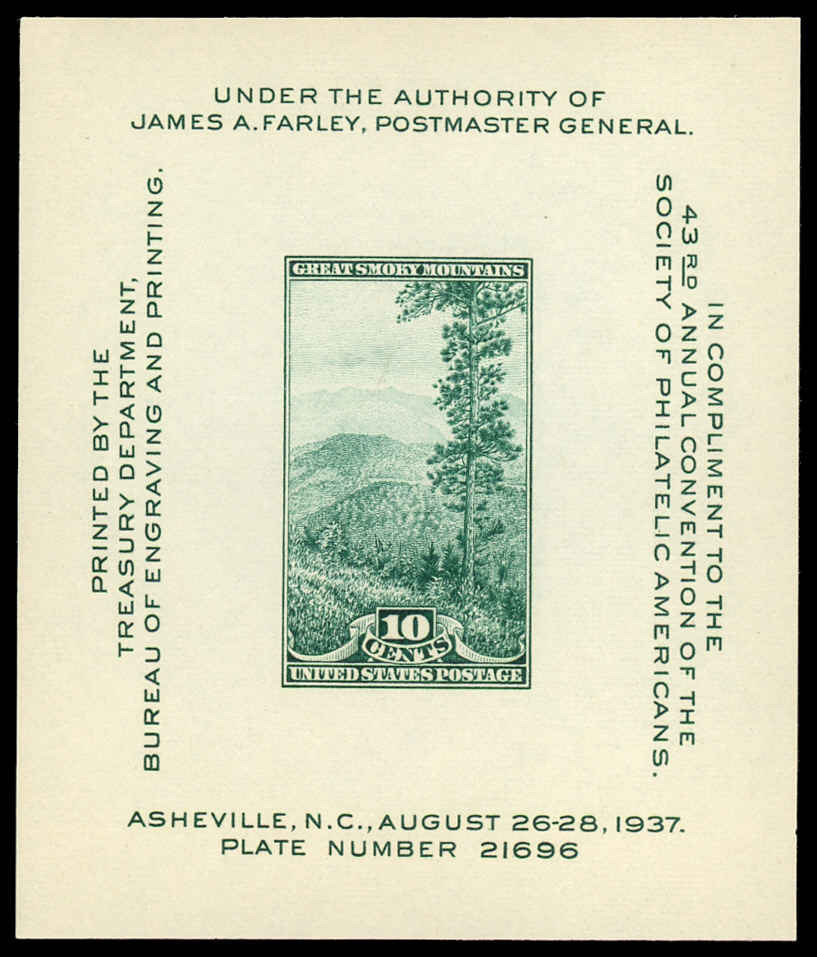 UNDER THE AUTHORITY OF
JAMES A. FARLEY, POSTMASTER GENERAL.
PRINTED BY THE
TREASURY DEPARTMENT,
BUREAU OF ENGRAVING AND PRINTING.
GREAT SMOKY MOUNTAINS
10
CENTS
UNITED STATES POSTAGE
IN COMPLIMENT TO THE
43RD ANNUAL CONVENTION OF THE
SOCIETY OF PHILATELIC AMERICANS.
ASHEVILLE, N.C., AUGUST 26-28, 1937.
PLATE NUMBER 21696